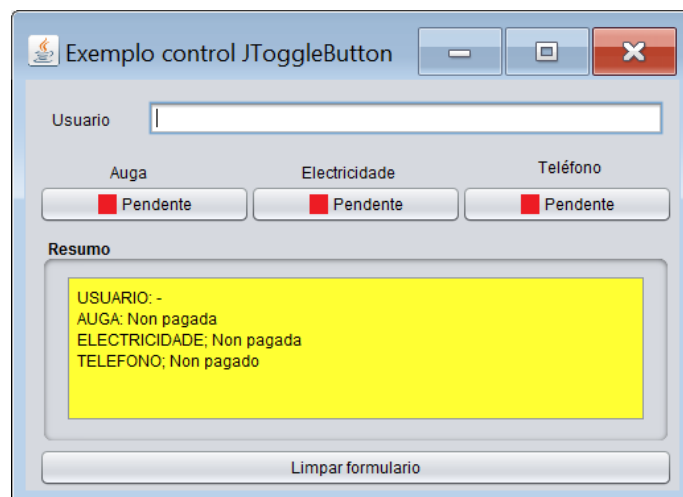 Exemplo control JToggleButton
Usuario
Auga Electricidade Teléfono
Pendente Pendente Pendente
Resumo
USUARIO: -
AUGA: Non pagada
ELECTRICIDADE; Non pagada
TELEFONO; Non pagado
Limpar formulario